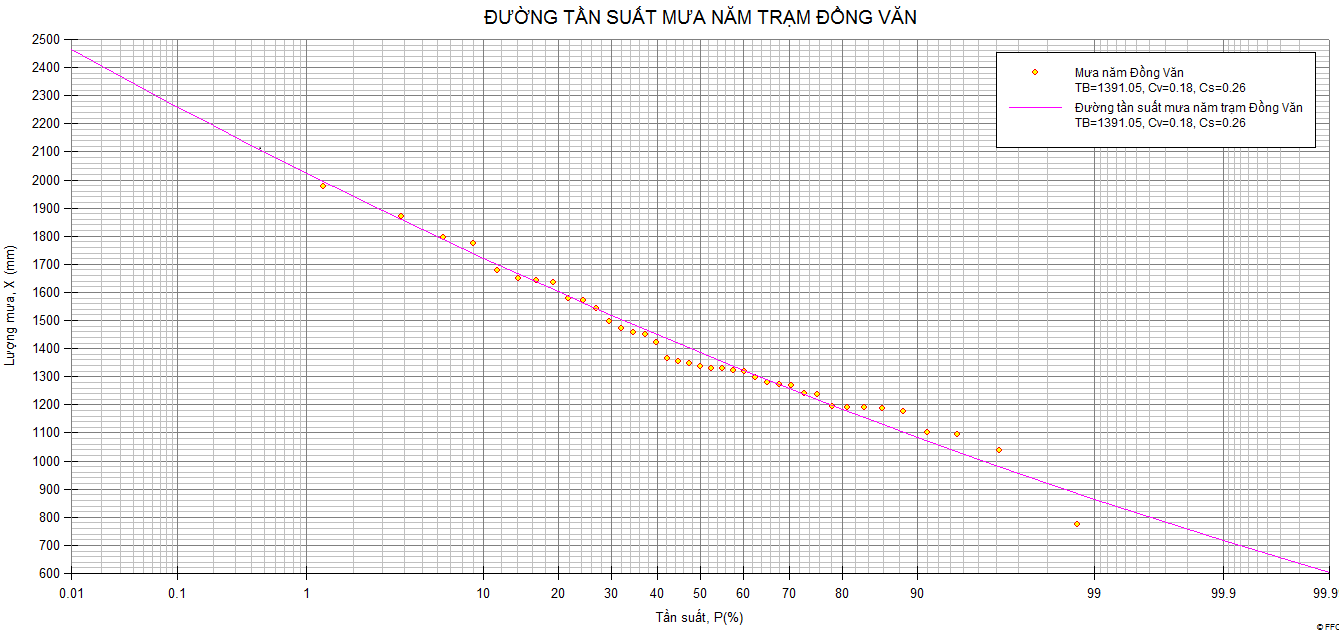 ĐƯỜNG TẦN SUẤT MƯA NĂM TRẠM ĐỒNG VĂN
Mưa năm Đồng Văn
TB=1391.05, Cv=0.18, Cs=0.26
Đường tần suất mưa năm trạm Đồng Văn
TB=1391.05, Cv=0.18, Cs=0.26
Lượng mưa, X (mm)
2500
2400
2300
2200
2100
2000
1900
1800
1700
1600
1500
1400
1300
1200
1100
1000
900
800
700
600
0.01 0.1 1 10 20 30 40 50 60 70 80 90 99 99.9 99.9
Tần suất, P(%)
© FFC